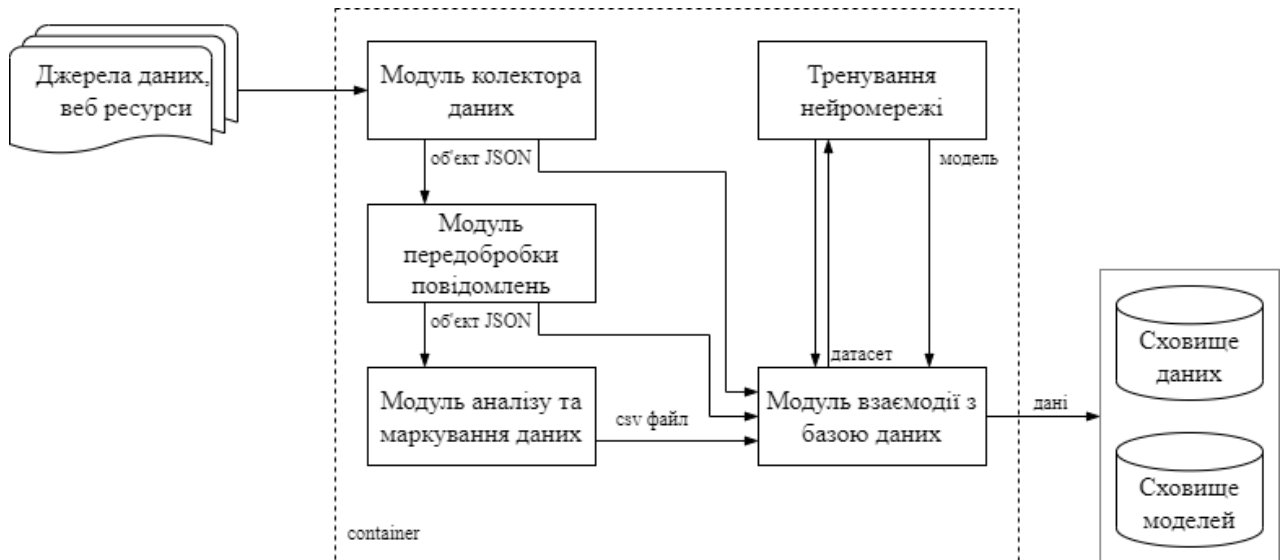 Джерела даних,
веб ресурси
Модуль колектора
даних
Тренування
нейромережі
об'єкт JSON
модель
Модуль
передобробки
повідомлень
об'єкт JSON
датасет
Модуль аналізу та
маркування даних
csv файл
Модуль взаємодії з
базою даних
дані
Сховище
даних
Сховище
моделей
container